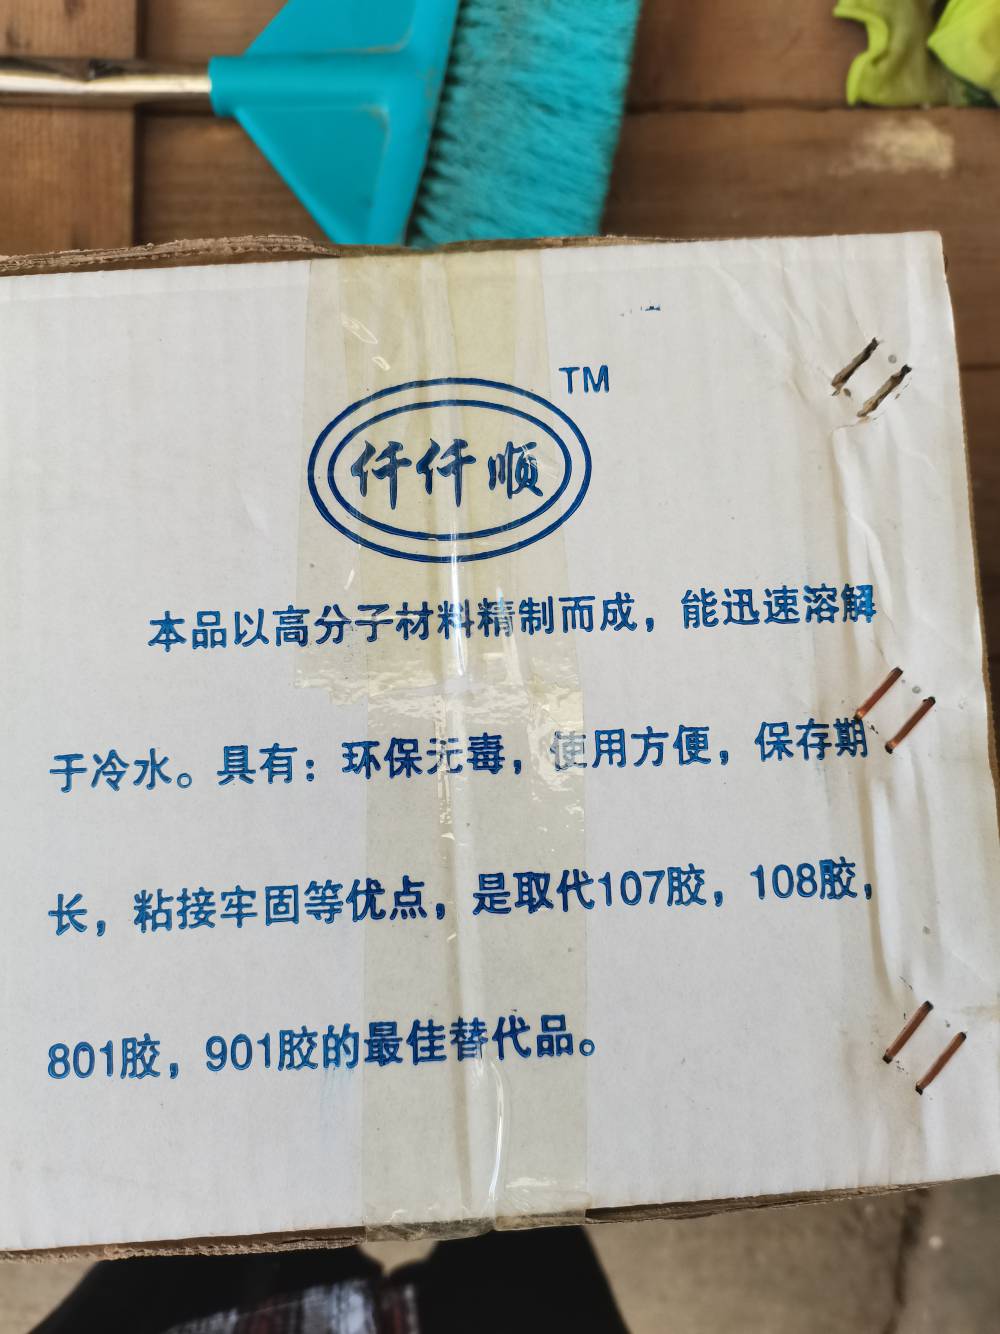 TM
仟仟顺
本品以高分子材料精制而成，能迅速溶解
于冷水。具有：环保无毒，使用方便，保存期
长，粘接牢固等优点，是取代107胶，108胶，
801胶，901胶的最佳替代品。